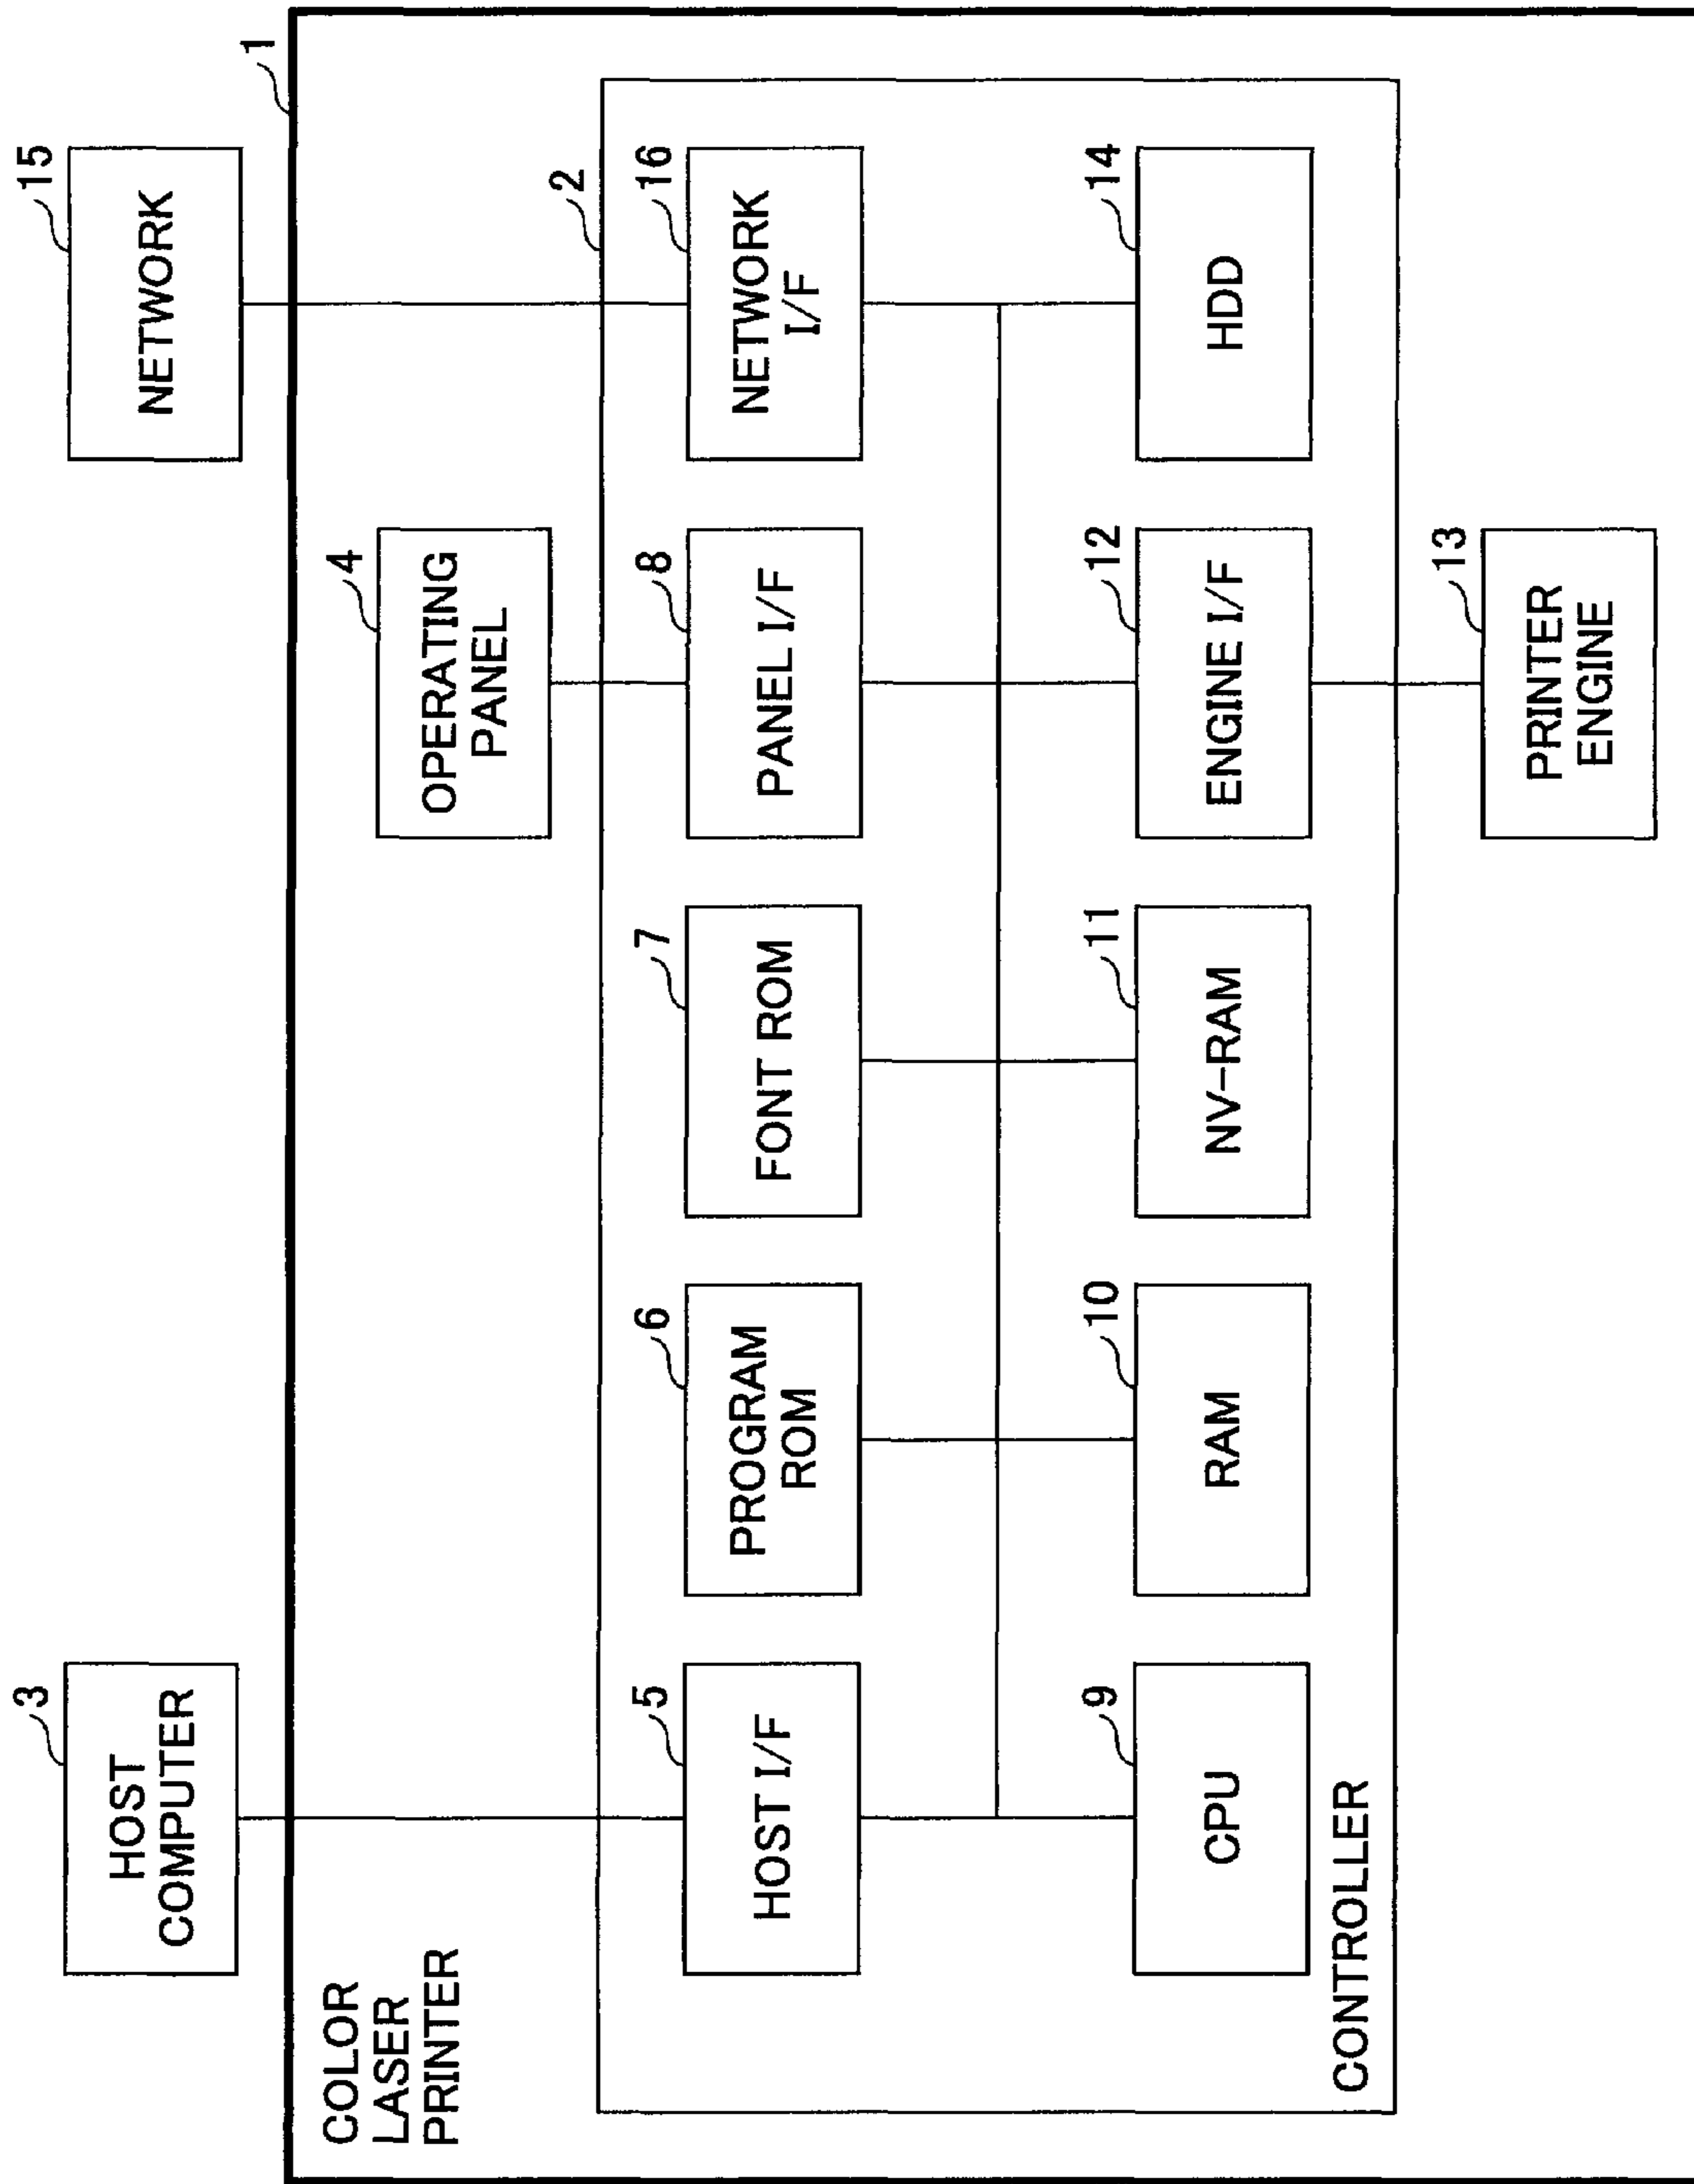 3
HOST
COMPUTER
15
NETWORK
1
COLOR
LASER
PRINTER
4
OPERATING
PANEL
2
5
HOST I/F
6
PROGRAM
ROM
7
FONT ROM
8
PANEL I/F
16
NETWORK
I/F
9
CPU
10
RAM
11
NV-RAM
12
ENGINE I/F
14
HDD
CONTROLLER
13
PRINTER
ENGINE